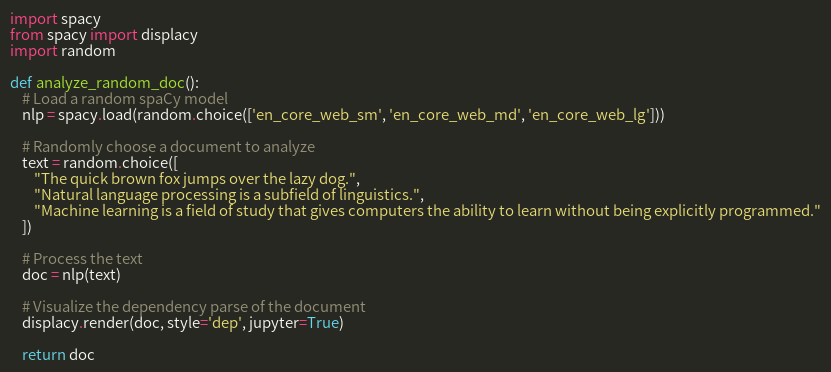 import spacy
from spacy import displacy
import random

def analyze_random_doc():
    # Load a random spaCy model
    nlp = spacy.load(random.choice(['en_core_web_sm', 'en_core_web_md', 'en_core_web_lg']))

    # Randomly choose a document to analyze
    text = random.choice([
        "The quick brown fox jumps over the lazy dog.",
        "Natural language processing is a subfield of linguistics.",
        "Machine learning is a field of study that gives computers the ability to learn without being explicitly programmed."
    ])

    # Process the text
    doc = nlp(text)

    # Visualize the dependency parse of the document
    displacy.render(doc, style='dep', jupyter=True)

    return doc